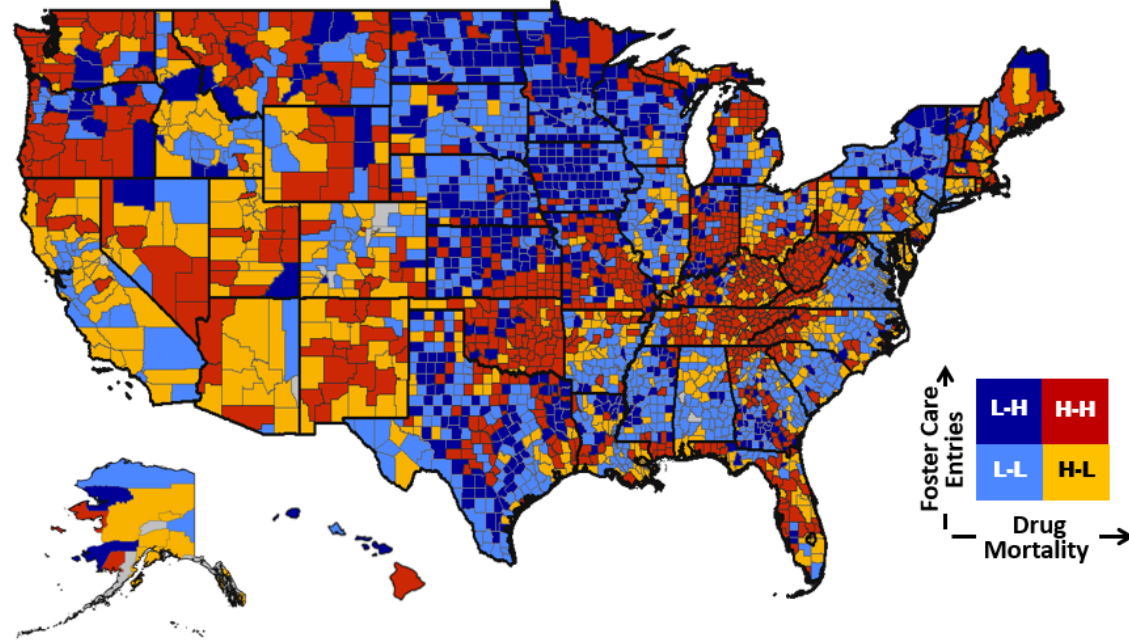 L-H H-H
L-L H-L
Foster Care
Entries
Drug
Mortality